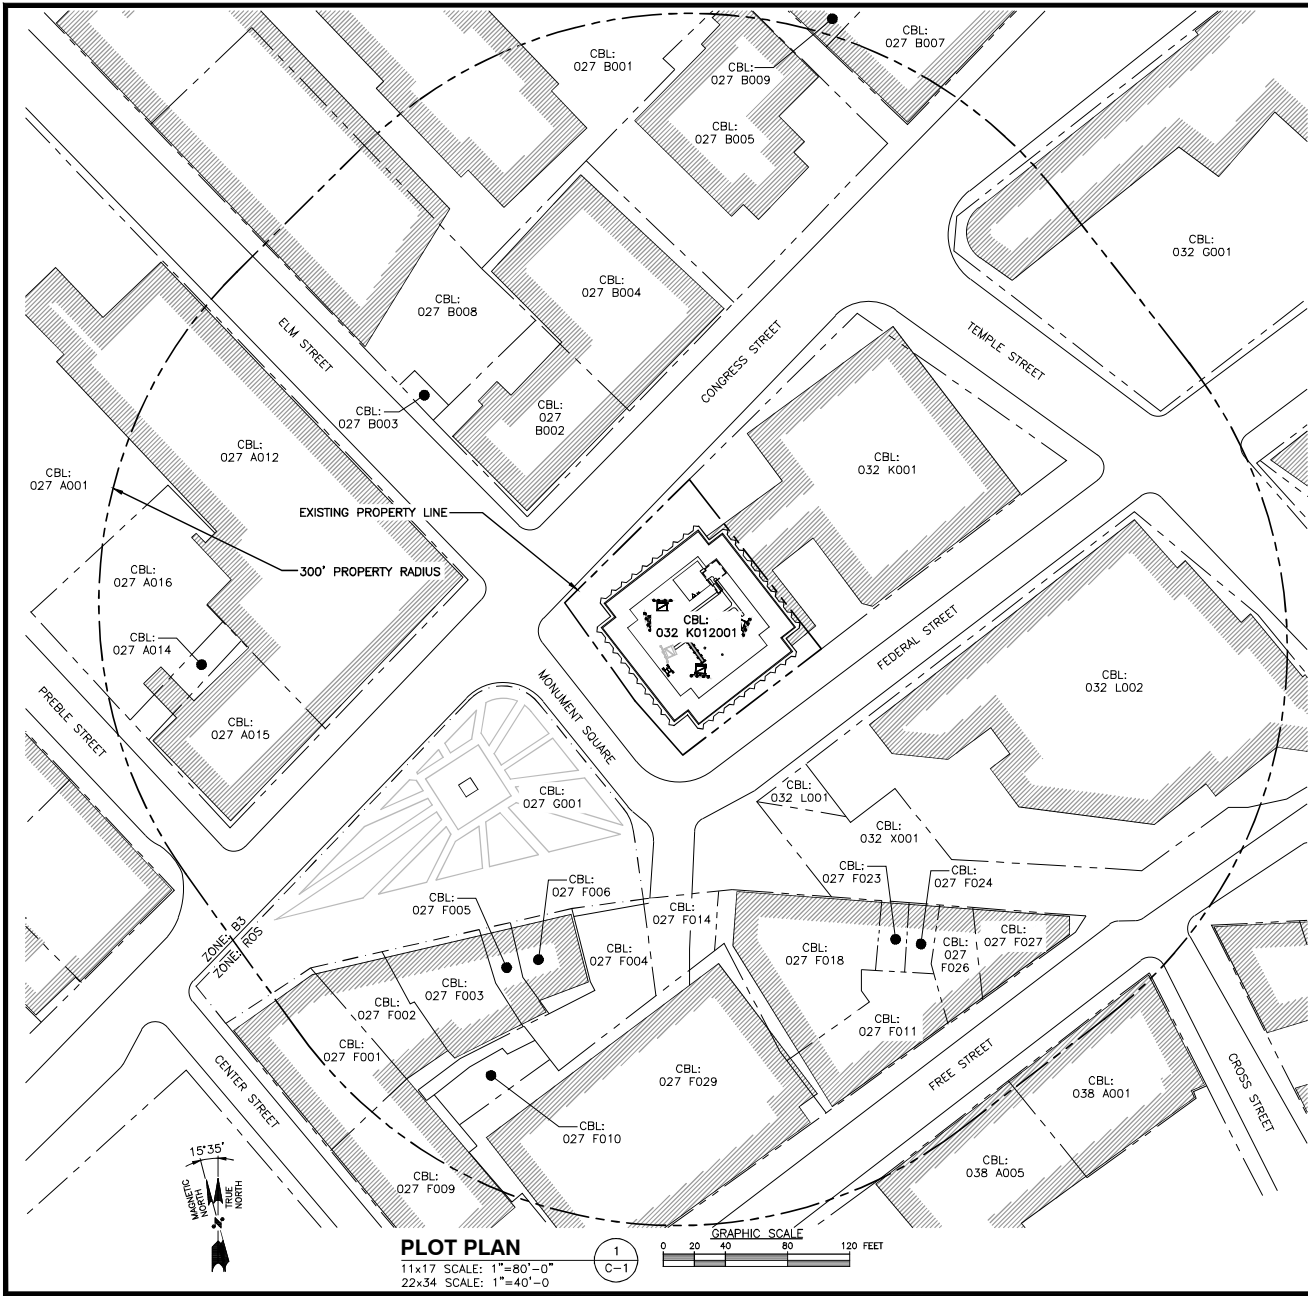 CBL:
027 B007
CBL:
027 B001
CBL:
027 B009
CBL:
027 B005
CBL:
032 G001
CBL:
027 B004
CBL:
027 B008
ELM STREET
CONGRESS STREET
TEMPLE STREET
CBL:
027 B003
CBL:
027
B002
CBL:
027 A012
CBL:
032 K001
CBL:
027 A001
EXISTING PROPERTY LINE
300' PROPERTY RADIUS
CBL:
027 A016
CBL:
032 K012001
CBL:
027 A014
FEDERAL STREET
CBL:
032 L002
PREBLE STREET
MONUMENT SQUARE
CBL:
027 A015
CBL:
027 G001
CBL:
032 L001
CBL:
032 X001
CBL:
027 F023
CBL:
027 F024
CBL:
027 F006
CBL:
027 F005
CBL:
027 F014
ZONE: B3
ZONE: ROS
CBL:
027 F004
CBL:
027 F018
CBL:
027
F026
CBL:
027 F027
CBL:
027 F003
CBL:
027 F002
CBL:
027 F011
CBL:
027 F001
CENTER STREET
CBL:
027 F029
FREE STREET
CROSS STREET
CBL:
038 A001
CBL:
027 F010
CBL:
038 A005
CBL:
027 F009
15°35'
MAGNETIC
NORTH
TRUE
NORTH
N
PLOT PLAN
11x17 SCALE: 1"=80'-0"
22x34 SCALE: 1"=40'-0
1
C-1
GRAPHIC SCALE
0 20 40 80 120 FEET